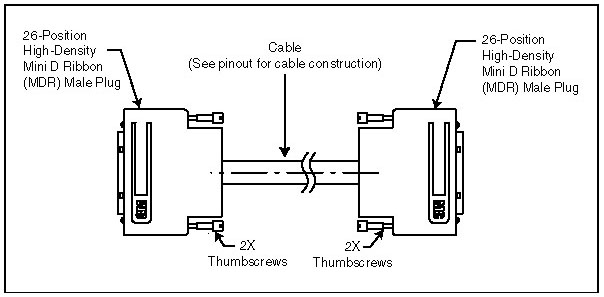 26-Position
High-Density
Mini D Ribbon
(MDR) Male Plug
Cable
(See pinout for cable construction)
26-Position
High-Density
Mini D Ribbon
(MDR) Male Plug
2X
Thumbscrews
2X
Thumbscrews